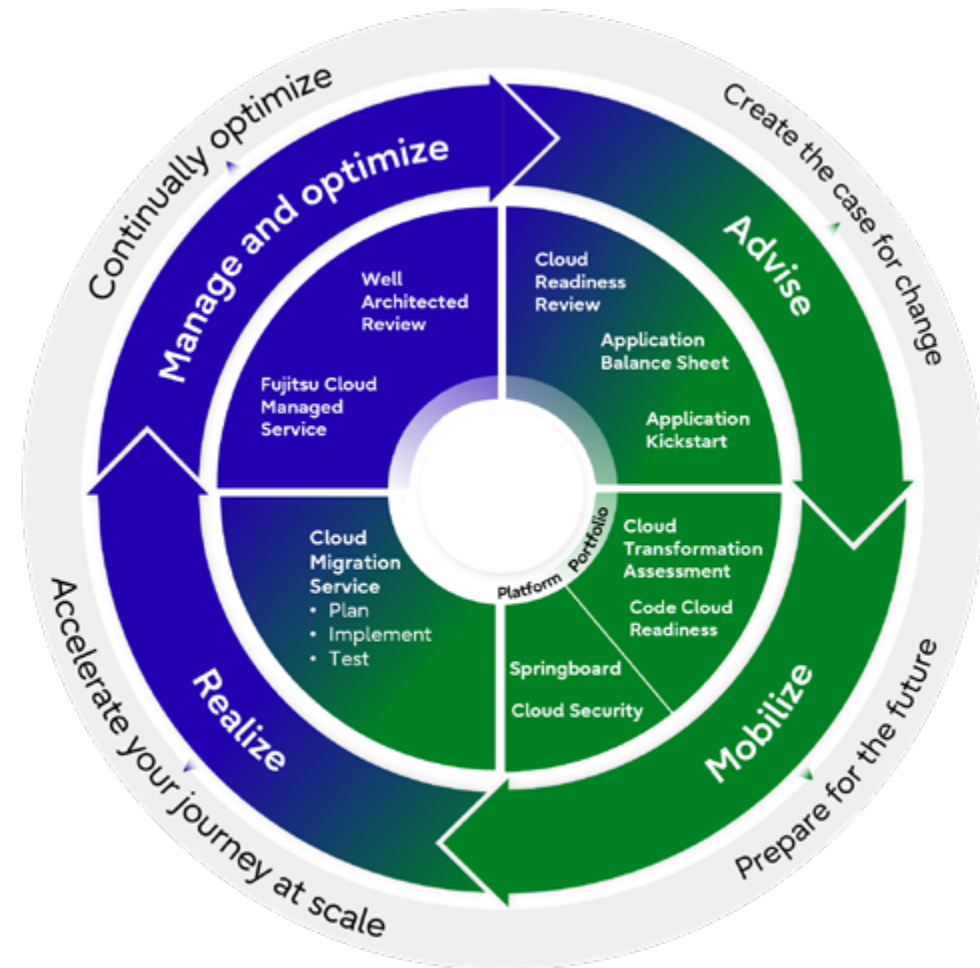 Continually optimize
Create the case for change
Manage and optimize
Advise
Well
Architected
Review
Fujitsu Cloud
Managed
Service
Cloud
Readiness
Review
Application
Balance Sheet
Application
Kickstart
Cloud
Migration
Service
• Plan
• Implement
• Test
Platform
Portfolio
Cloud
Transformation
Assessment
Code Cloud
Readiness
Springboard
Cloud Security
Realize
Mobilize
Accelerate your journey at scale
Prepare for the future